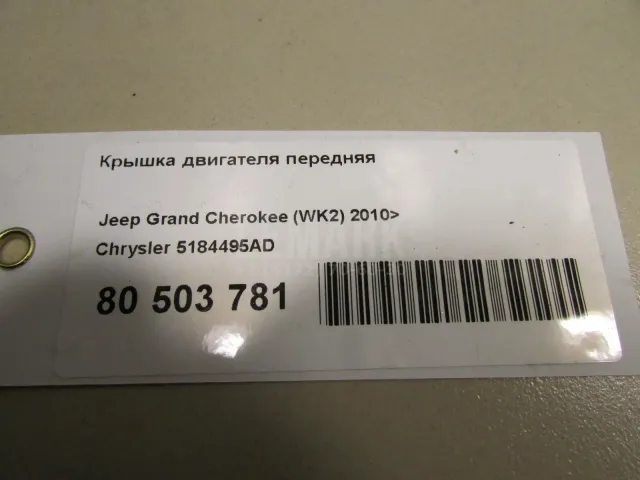 Крышка двигателя передняя
Jeep Grand Cherokee (WK2) 2010>
Chrysler 5184495AD
80 503 781